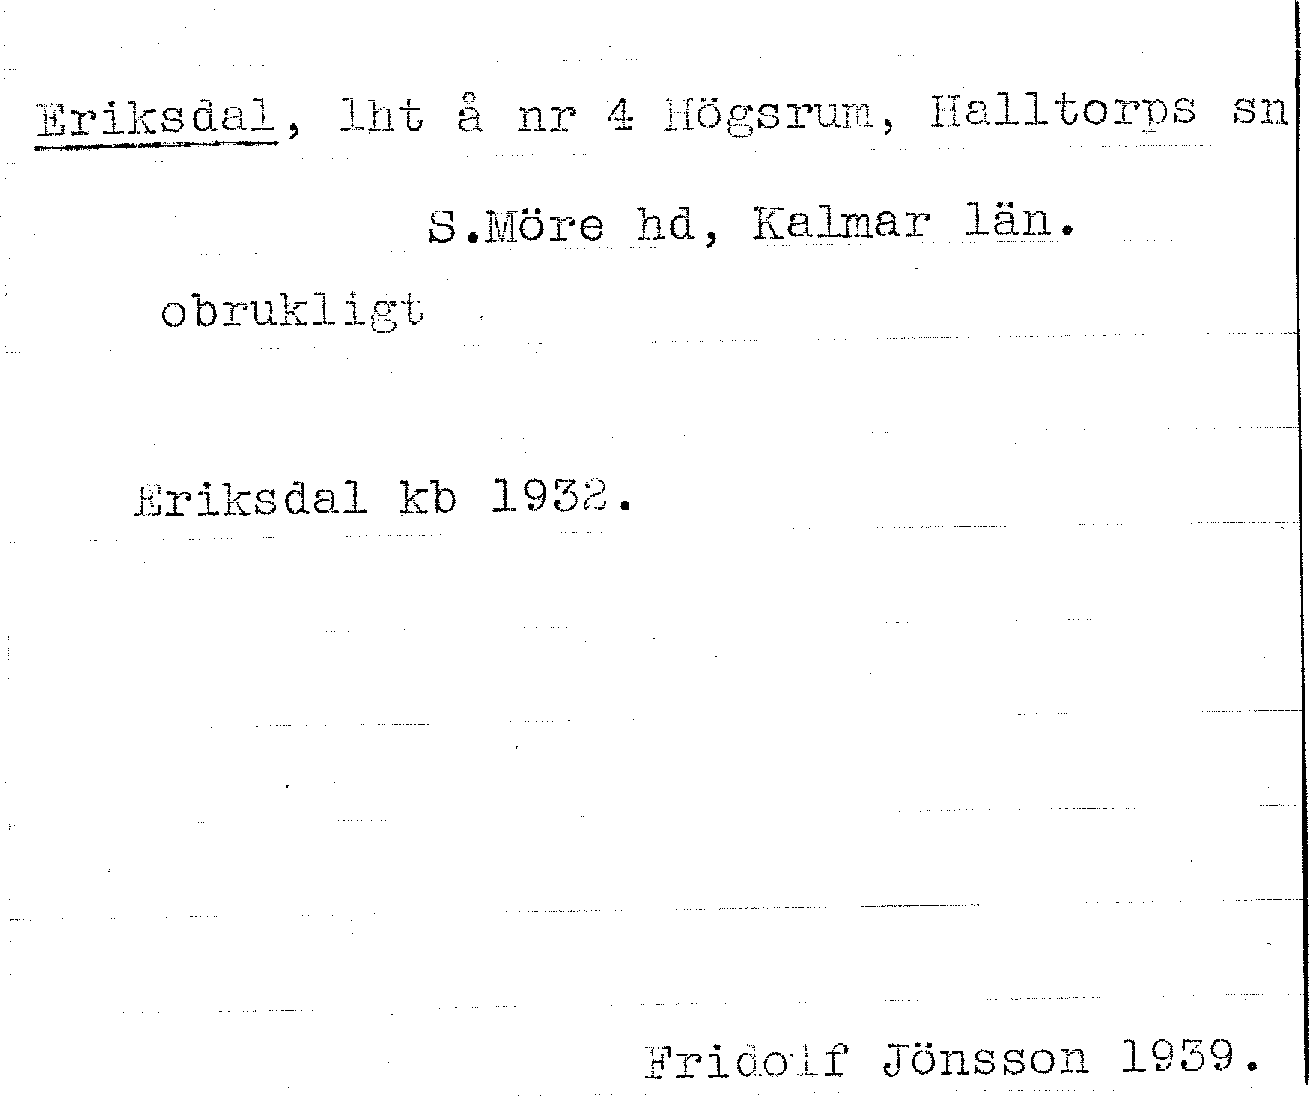 Eriksdal, lht å nr 4 Högsrum, Halltorps sn
S.Möre hd, Kalmar län.
obrukligt
Eriksdal kb 1932.
Fridolf Jönsson 1939.